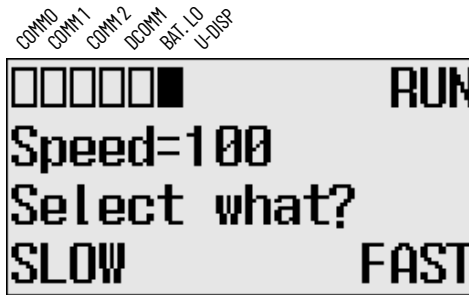 COMM0 COMM1 COMM2 DCOMM BAT. LO U-DISP
RUN
Speed=100
Select what?
SLOW FAST